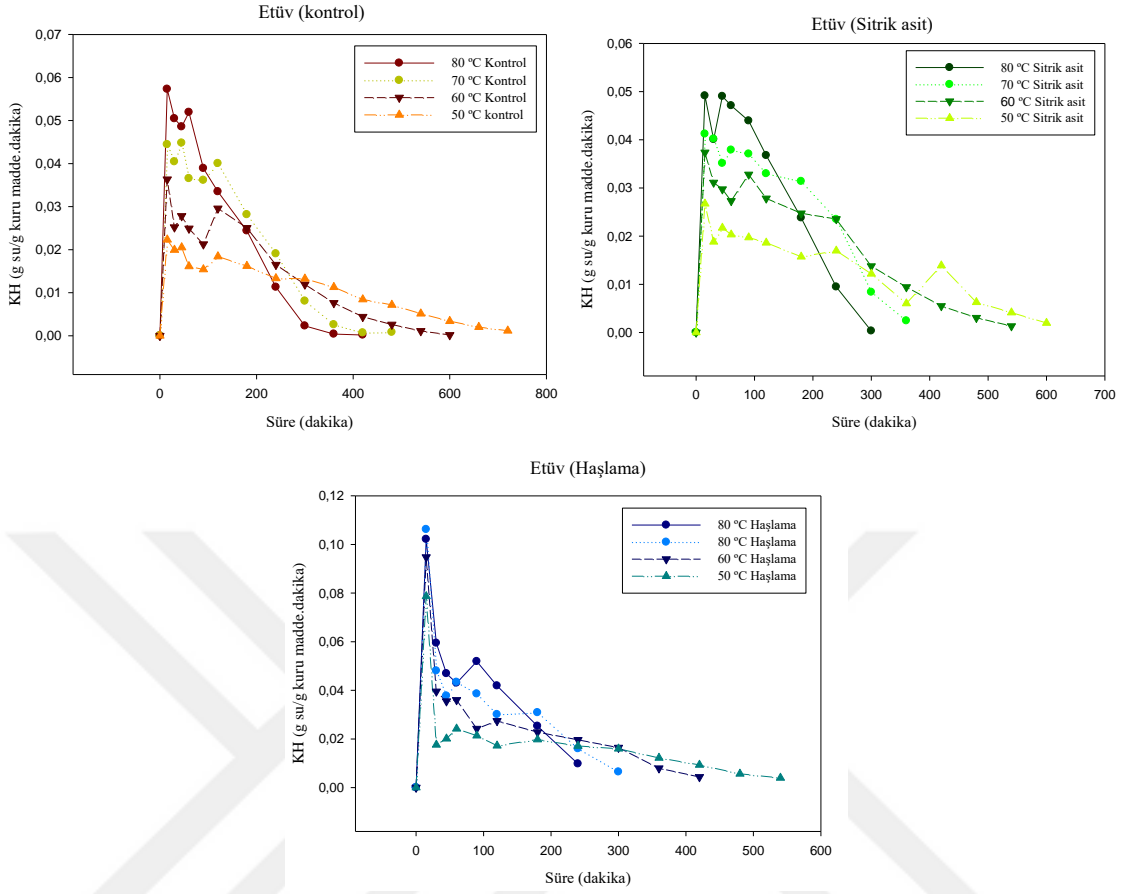 Etüv (kontrol)
0,07
0,06
0,05
0,04
0,03
0,02
0,01
0,00
KH (g su/g kuru madde.dakika)
80 ºC Kontrol
70 ºC Kontrol
60 ºC Kontrol
50 ºC kontrol
0 200 400 600 800
Süre (dakika)
Etüv (Sitrik asit)
0,06
0,05
0,04
0,03
0,02
0,01
0,00
KH (g su/g kuru madde.dakika)
80 ºC Sitrik asit
70 ºC Sitrik asit
60 ºC Sitrik asit
50 ºC Sitrik asit
0 100 200 300 400 500 600 700
Süre (dakika)
Etüv (Haşlama)
0,12
0,10
0,08
0,06
0,04
0,02
0,00
KH (g su/g kuru madde.dakika)
80 ºC Haşlama
80 ºC Haşlama
60 ºC Haşlama
50 ºC Haşlama
0 100 200 300 400 500 600
Süre (dakika)